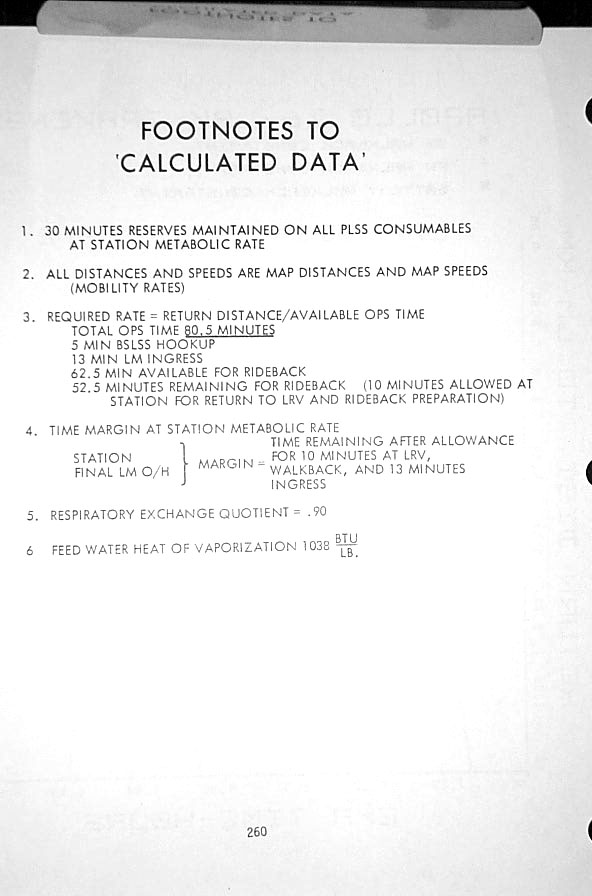 FOOTNOTES TO
'CALCULATED DATA'
1. 30 MINUTES RESERVES MAINTAINED ON ALL PLSS CONSUMABLES
AT STATION METABOLIC RATE
2. ALL DISTANCES AND SPEEDS ARE MAP DISTANCES AND MAP SPEEDS
(MOBILITY RATES)
3. REQUIRED RATE = RETURN DISTANCE/AVAILABLE OPS TIME
TOTAL OPS TIME 80.5 MINUTES
5 MIN BSLSS HOOKUP
13 MIN LM INGRESS
62.5 MIN AVAILABLE FOR RIDEBACK
52.5 MINUTES REMAINING FOR RIDEBACK (10 MINUTES ALLOWED AT
STATION FOR RETURN TO LRV AND RIDEBACK PREPARATION)
4. TIME MARGIN AT STATION METABOLIC RATE
STATION
FINAL LM O/H
MARGIN =
TIME REMAINING AFTER ALLOWANCE
FOR 10 MINUTES AT LRV,
WALKBACK, AND 13 MINUTES
INGRESS
5. RESPIRATORY EXCHANGE QUOTIENT = .90
6 FEED WATER HEAT OF VAPORIZATION 1038 BTU
LB.
260